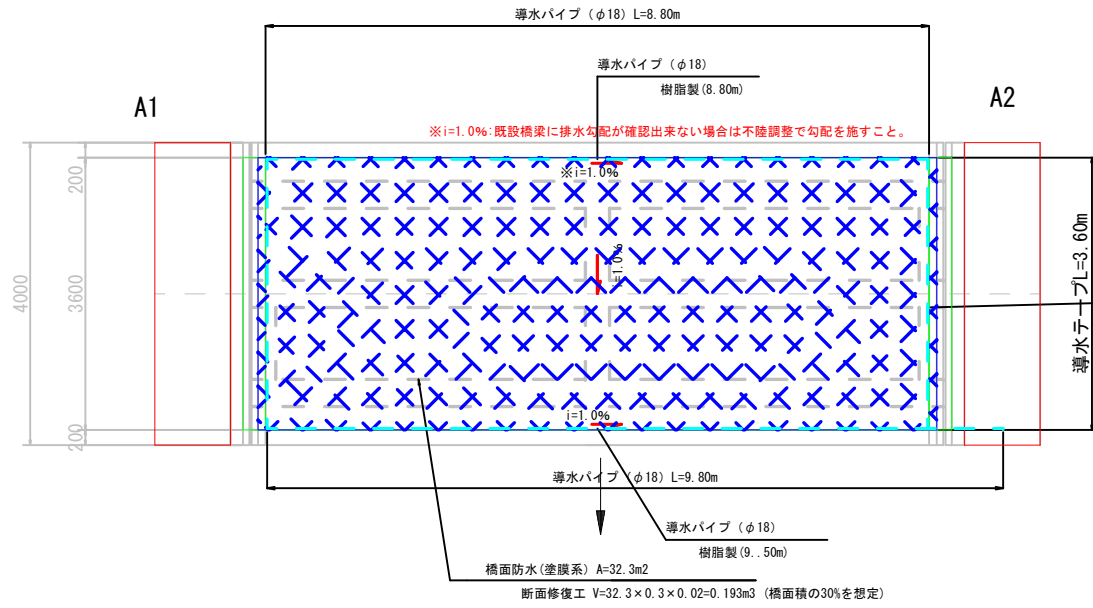 導水パイプ (φ18) L=8.80m
導水パイプ (φ18)
樹脂製(8.80m)
A1
A2
※i=1.0%:既設橋梁に排水勾配が確認出来ない場合は不陸調整で勾配を施すこと。
200
※i=1.0%
4000
3600
i=1.0%
導水テープL=3.60m
i=1.0%
200
導水パイプ (φ18) L=9.80m
導水パイプ (φ18)
樹脂製(9..50m)
橋面防水(塗膜系) A=32.3m2
断面修復工 V=32.3×0.3×0.02=0.193m3 (橋面積の30%を想定)